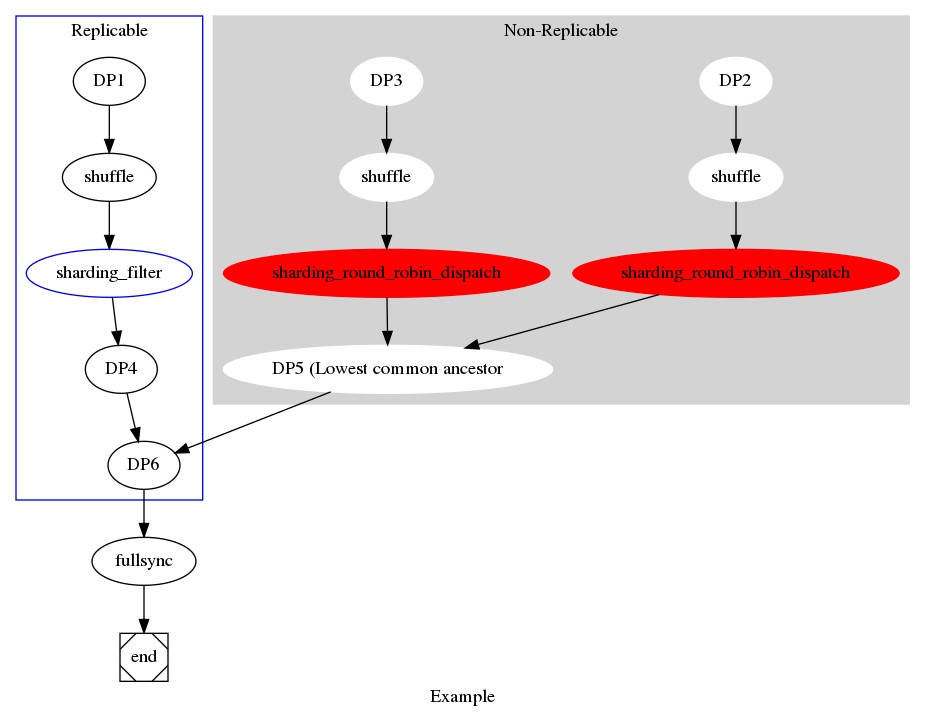 Replicable
Non-Replicable
DP1
DP3
DP2
shuffle
shuffle
shuffle
sharding_filter
sharding_round_robin_dispatch
sharding_round_robin_dispatch
DP4
DP5 (Lowest common ancestor
DP6
fullsync
end
Example